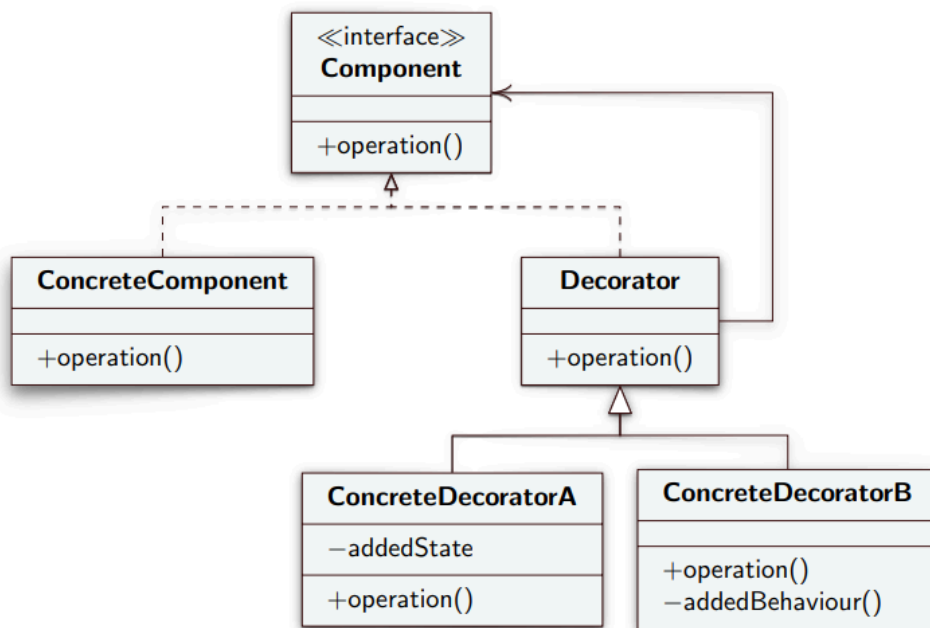 ≪interface≫
Component
+operation()
ConcreteComponent
+operation()
Decorator
+operation()
ConcreteDecoratorA
−addedState
+operation()
ConcreteDecoratorB
+operation()
−addedBehaviour()